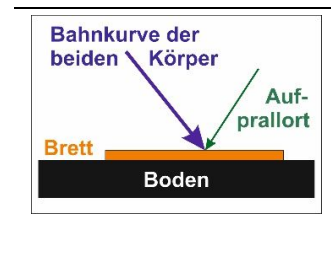 Bahnkurve der
beiden Körper
Auf-
prallort
Brett
Boden